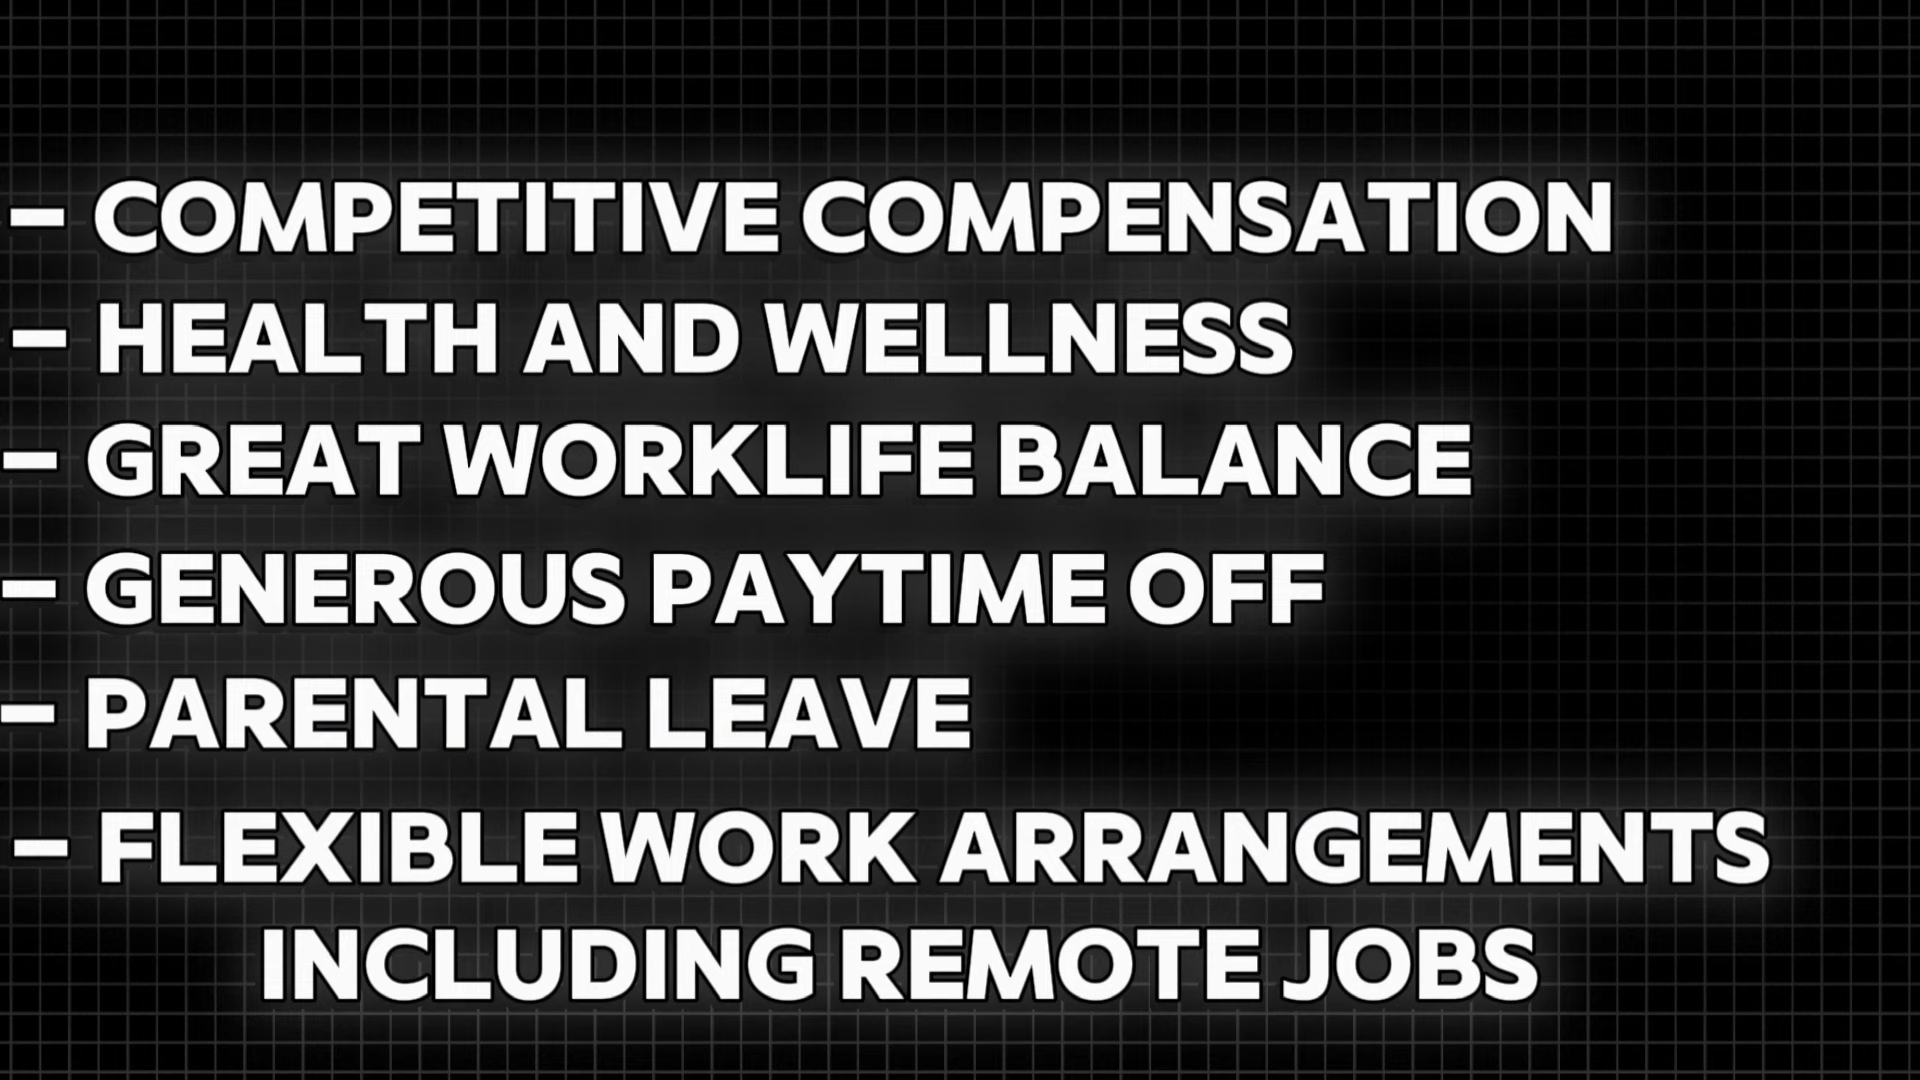 - COMPETITIVE COMPENSATION
- HEALTH AND WELLNESS
- GREAT WORKLIFE BALANCE
- GENEROUS PAYTIME OFF
- PARENTAL LEAVE
- FLEXIBLE WORK ARRANGEMENTS
INCLUDING REMOTE JOBS